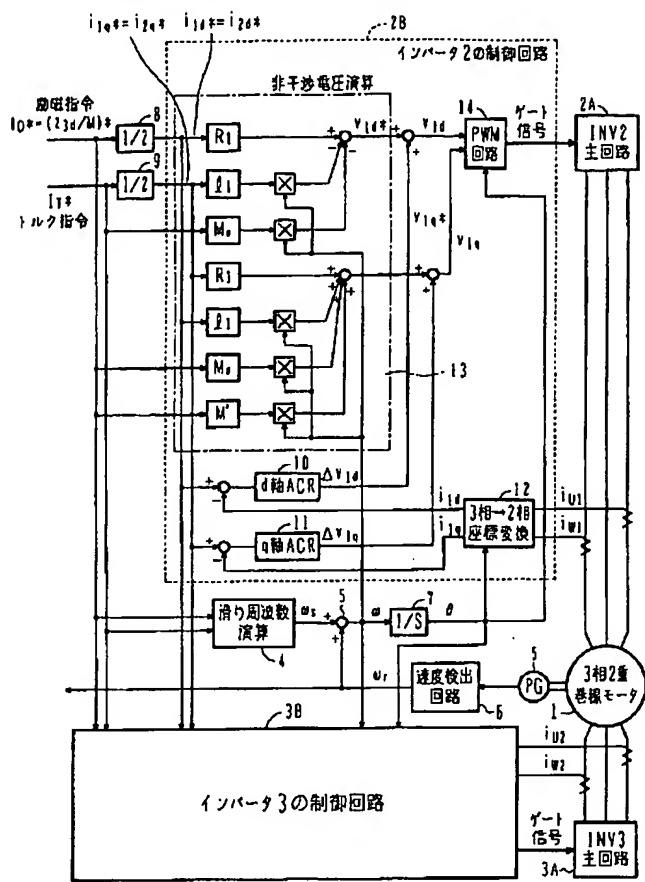 i1q*=i2q* i1d*=i2d*
2B
インバータ2の制御回路
非干渉電圧演算
励磁指令
I0*=(λ3d/M)*
8
1/2
9
1/2
Iγ*
トルク指令
R1
ℓ1
M0
R1
ℓ1
M0
M'
+
−
−
+
+
+
+
v1d*
v1d
+
+
v1q*
v1q
+
+
13
14
PWM
回路
ゲート
信号
2A
INV2
主回路
10
d軸ACR
Δv1d
+
−
11
q軸ACR
Δv1q
+
−
i1d
i1q
12
3相→2相
座標変換
iU1
iW1
滑り周波数
演算
4
ωs
5
+
+
ω
7
1/S
θ
ωr
速度検出
回路
6
5
PG
3相2重
巻線モータ
1
3B
インバータ3の制御回路
iU2
iW2
ゲート
信号
INV3
主回路
3A